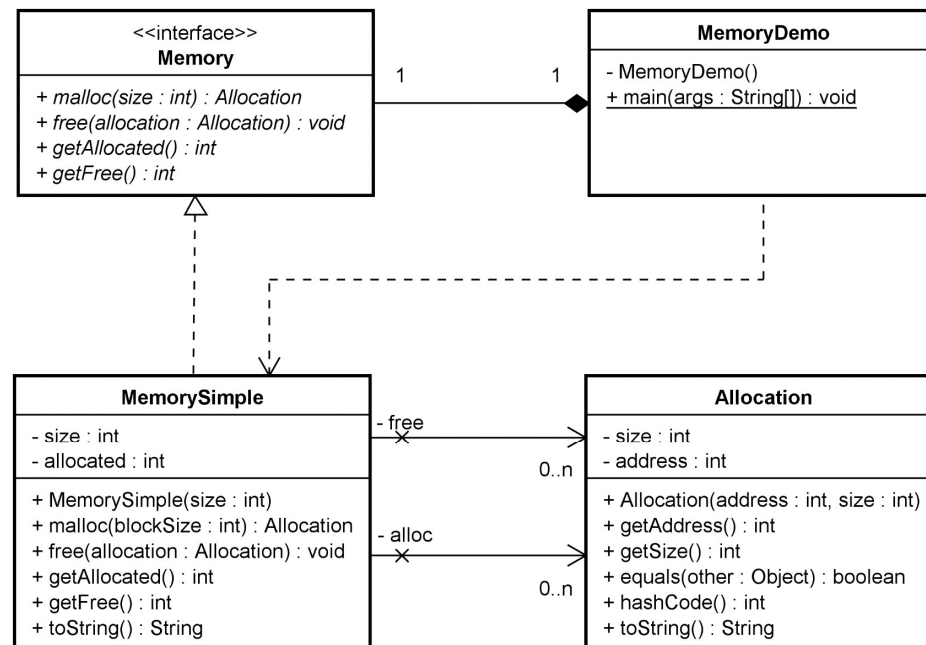 <<interface>>
Memory
+ malloc(size : int) : Allocation
+ free(allocation : Allocation) : void
+ getAllocated() : int
+ getFree() : int
1
1
MemoryDemo
- MemoryDemo()
+ main(args : String[]) : void
MemorySimple
- size : int
- allocated : int
+ MemorySimple(size : int)
+ malloc(blockSize : int) : Allocation
+ free(allocation : Allocation) : void
+ getAllocated() : int
+ getFree() : int
+ toString() : String
- free
0..n
- alloc
0..n
Allocation
- size : int
- address : int
+ Allocation(address : int, size : int)
+ getAddress() : int
+ getSize() : int
+ equals(other : Object) : boolean
+ hashCode() : int
+ toString() : String